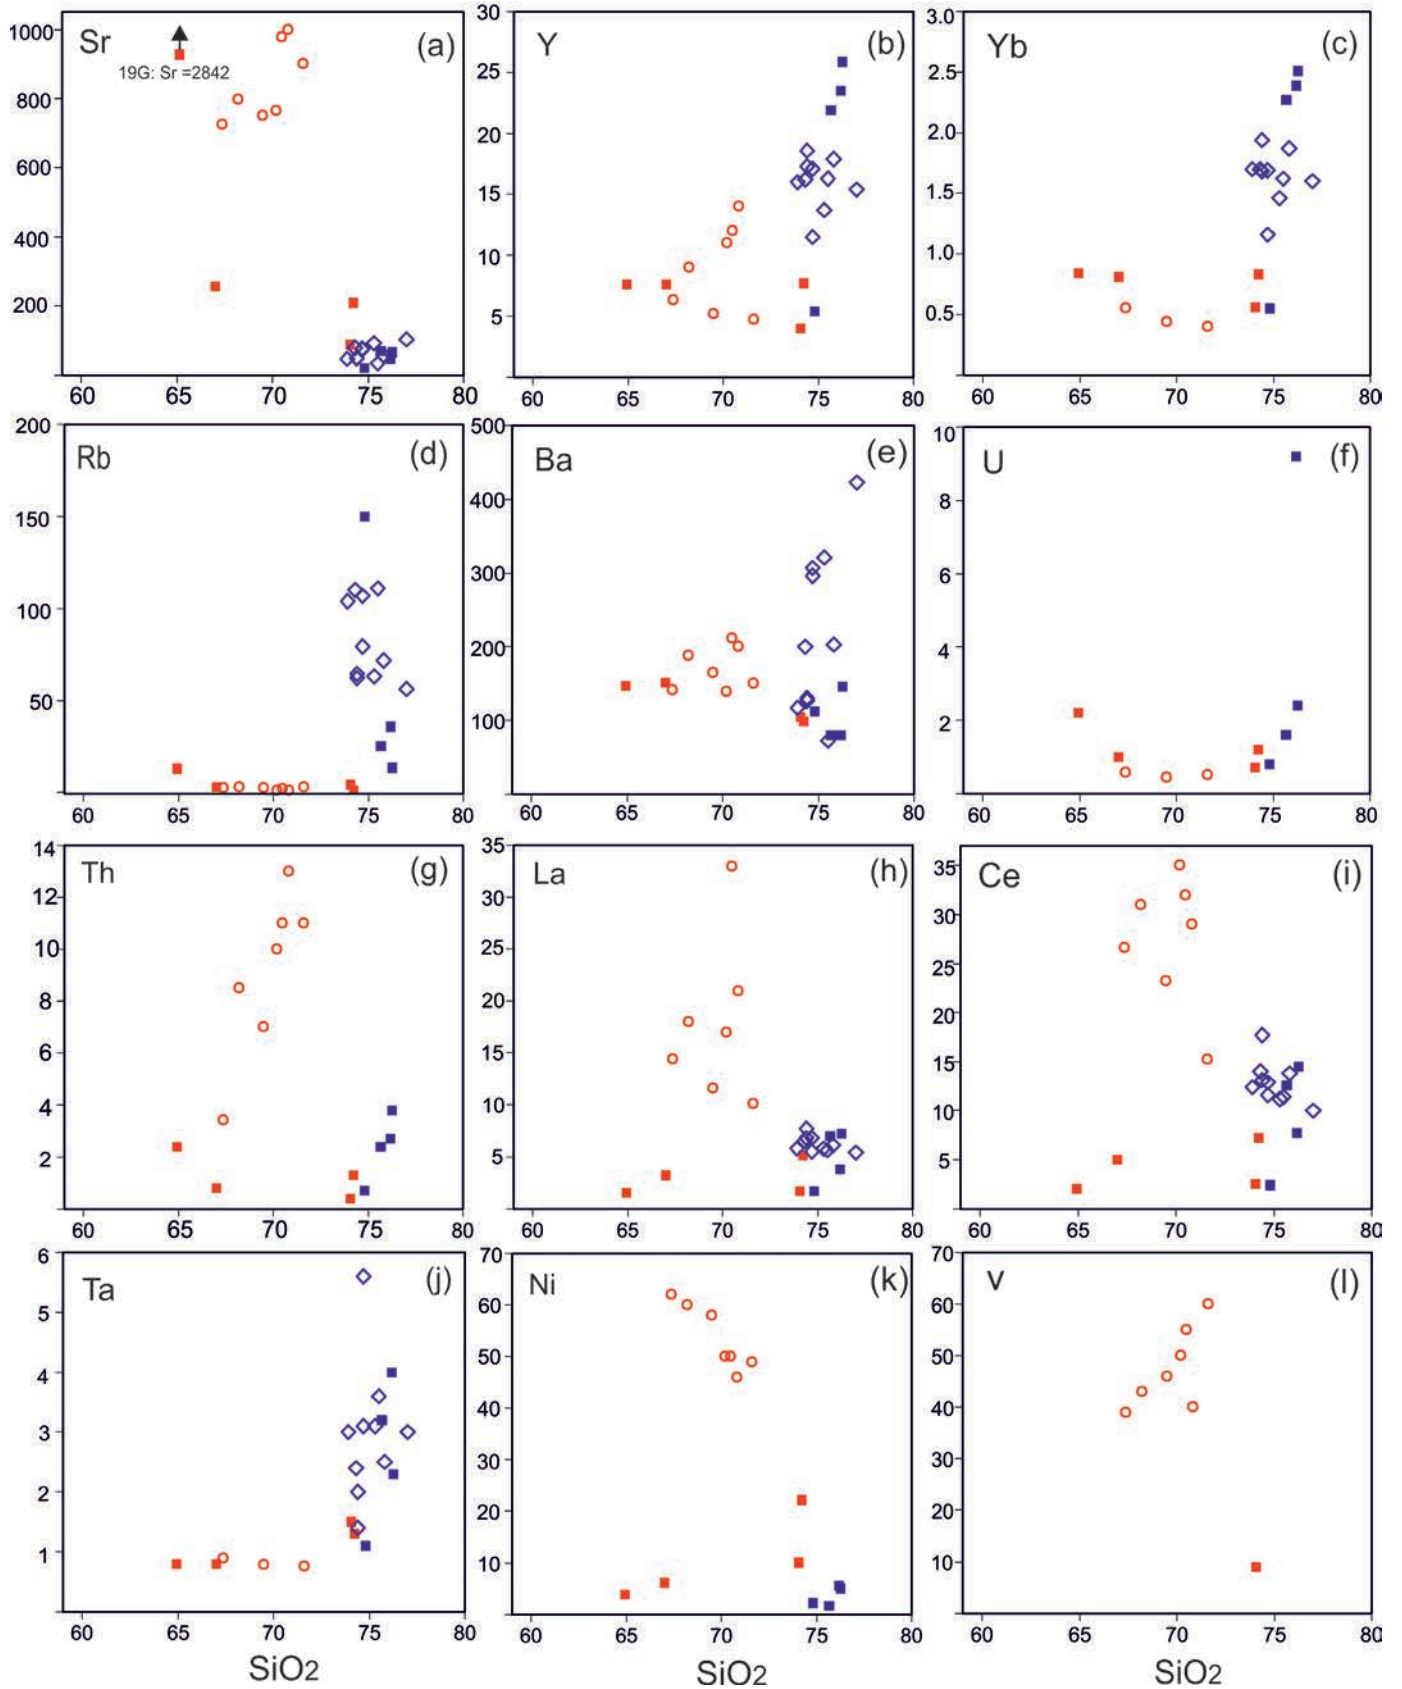 Sr
(a)
19G: Sr =2842
1000
800
600
400
200
60 65 70 75 80
Y
(b)
30
25
20
15
10
5
60 65 70 75 80
Yb
(c)
3.0
2.5
2.0
1.5
1.0
0.5
60 65 70 75 80
Rb
(d)
200
150
100
50
60 65 70 75 80
Ba
(e)
500
400
300
200
100
60 65 70 75 80
U
(f)
10
8
6
4
2
60 65 70 75 80
Th
(g)
14
12
10
8
6
4
2
60 65 70 75 80
La
(h)
35
30
25
20
15
10
5
60 65 70 75 80
Ce
(i)
35
30
25
20
15
10
5
60 65 70 75 80
Ta
(j)
6
5
4
3
2
1
60 65 70 75 80
SiO2
Ni
(k)
70
60
50
40
30
20
10
60 65 70 75 80
SiO2
V
(l)
70
60
50
40
30
20
10
60 65 70 75 80
SiO2